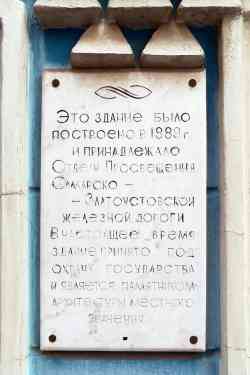 Это здание было
построено в 1889 г.
и принадлежало
Отделу Просвещения
Самарско –
– Златоустовской
железной дороги
В настоящее время
здание принято под
охрану государства
и является памятником
архитектуры местного
значения